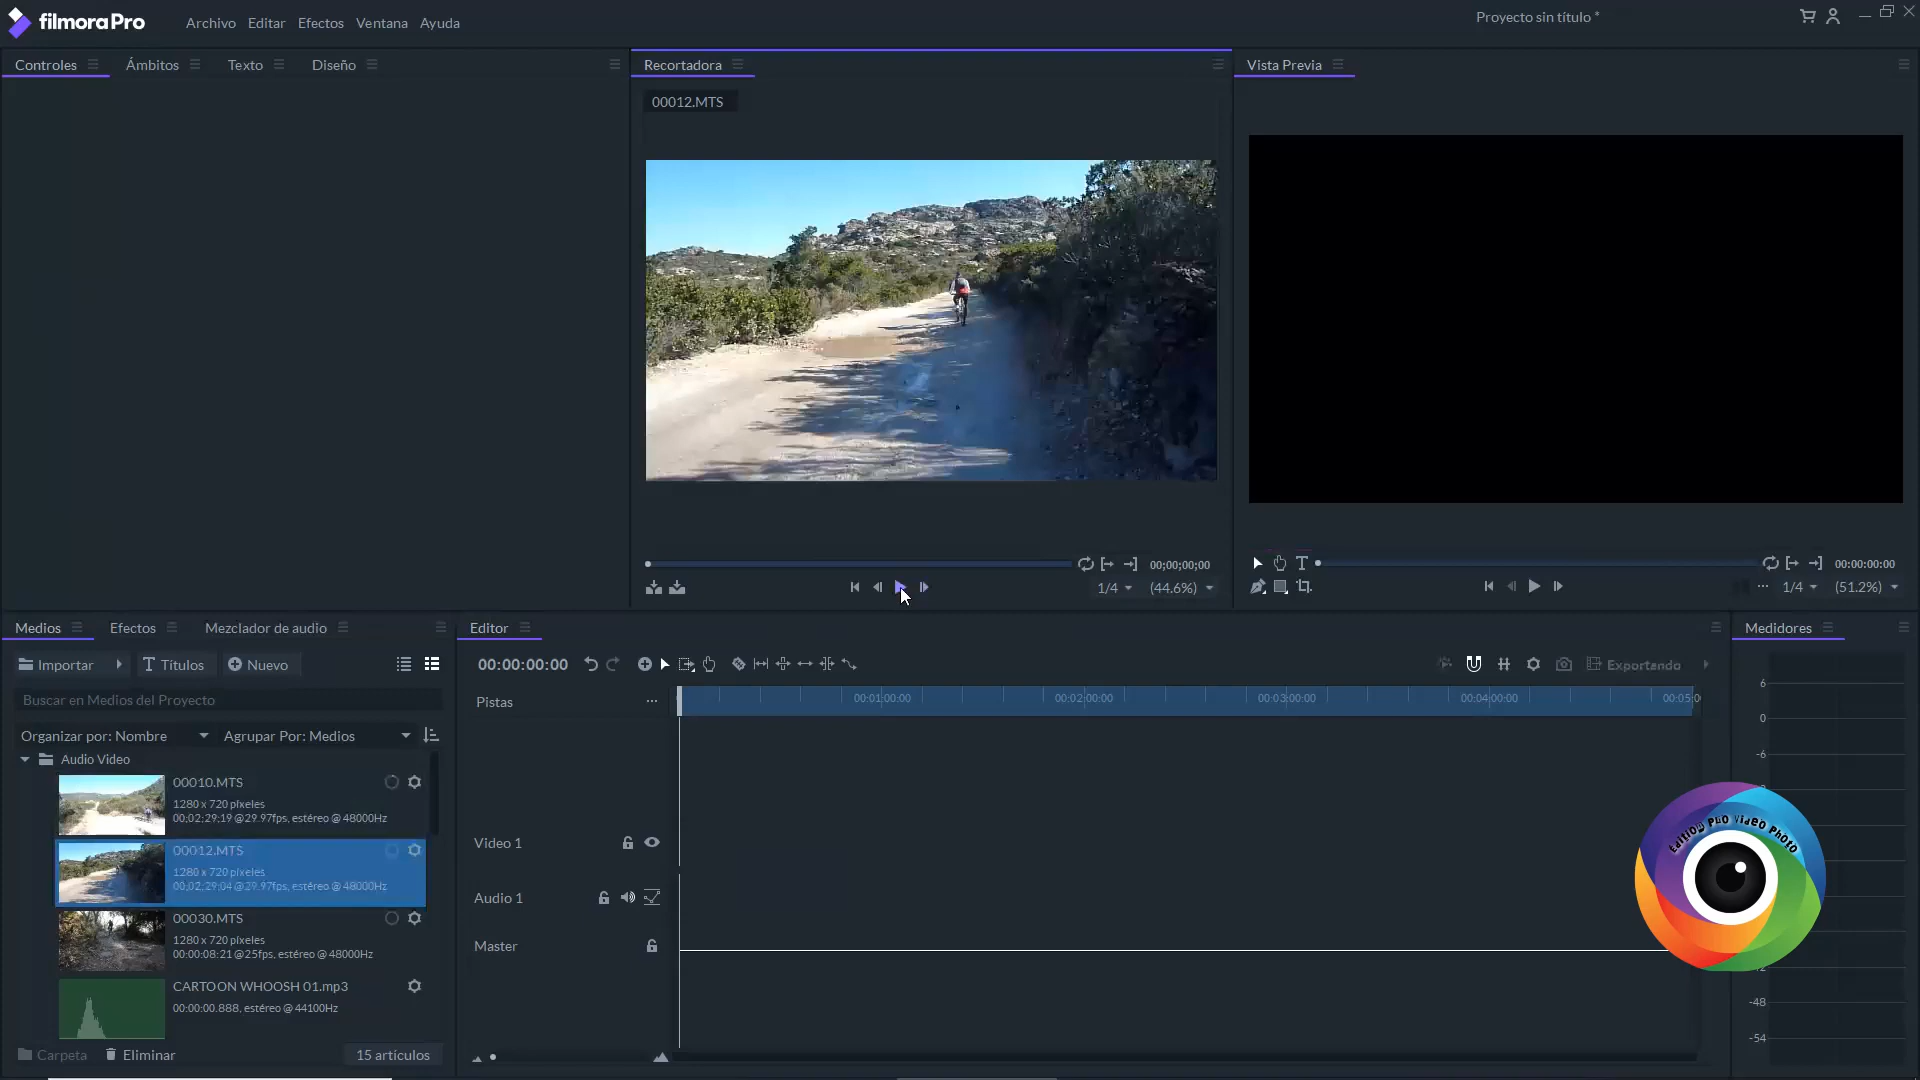 filmoraPro
Archivo Editar Efectos Ventana Ayuda
Proyecto sin título *
Controles Ámbitos Texto Diseño
Recortadora
Vista Previa
00012.MTS
00;00;00;00
1/4 (44.6%)
00:00:00:00
1/4 (51.2%)
Medios Efectos Mezclador de audio
Importar Títulos Nuevo
Buscar en Medios del Proyecto
Organizar por: Nombre Agrupar Por: Medios
Audio Video
00010.MTS
1280 x 720 píxeles
00;02;29;19 @29.97fps, estéreo @ 48000Hz
00012.MTS
1280 x 720 píxeles
00;02;29;04 @29.97fps, estéreo @ 48000Hz
00030.MTS
1280 x 720 píxeles
00:00:08:21 @25fps, estéreo @ 48000Hz
CARTOON WHOOSH 01.mp3
00:00:00.888, estéreo @ 44100Hz
Carpeta Eliminar 15 artículos
Editor
00:00:00:00
Exportando
Pistas
00:01:00:00 00:02:00:00 00:03:00:00 00:04:00:00 00:05:0
Video 1
Audio 1
Master
Medidores
6
0
-6
-48
-54
Edition Pro Video Photo